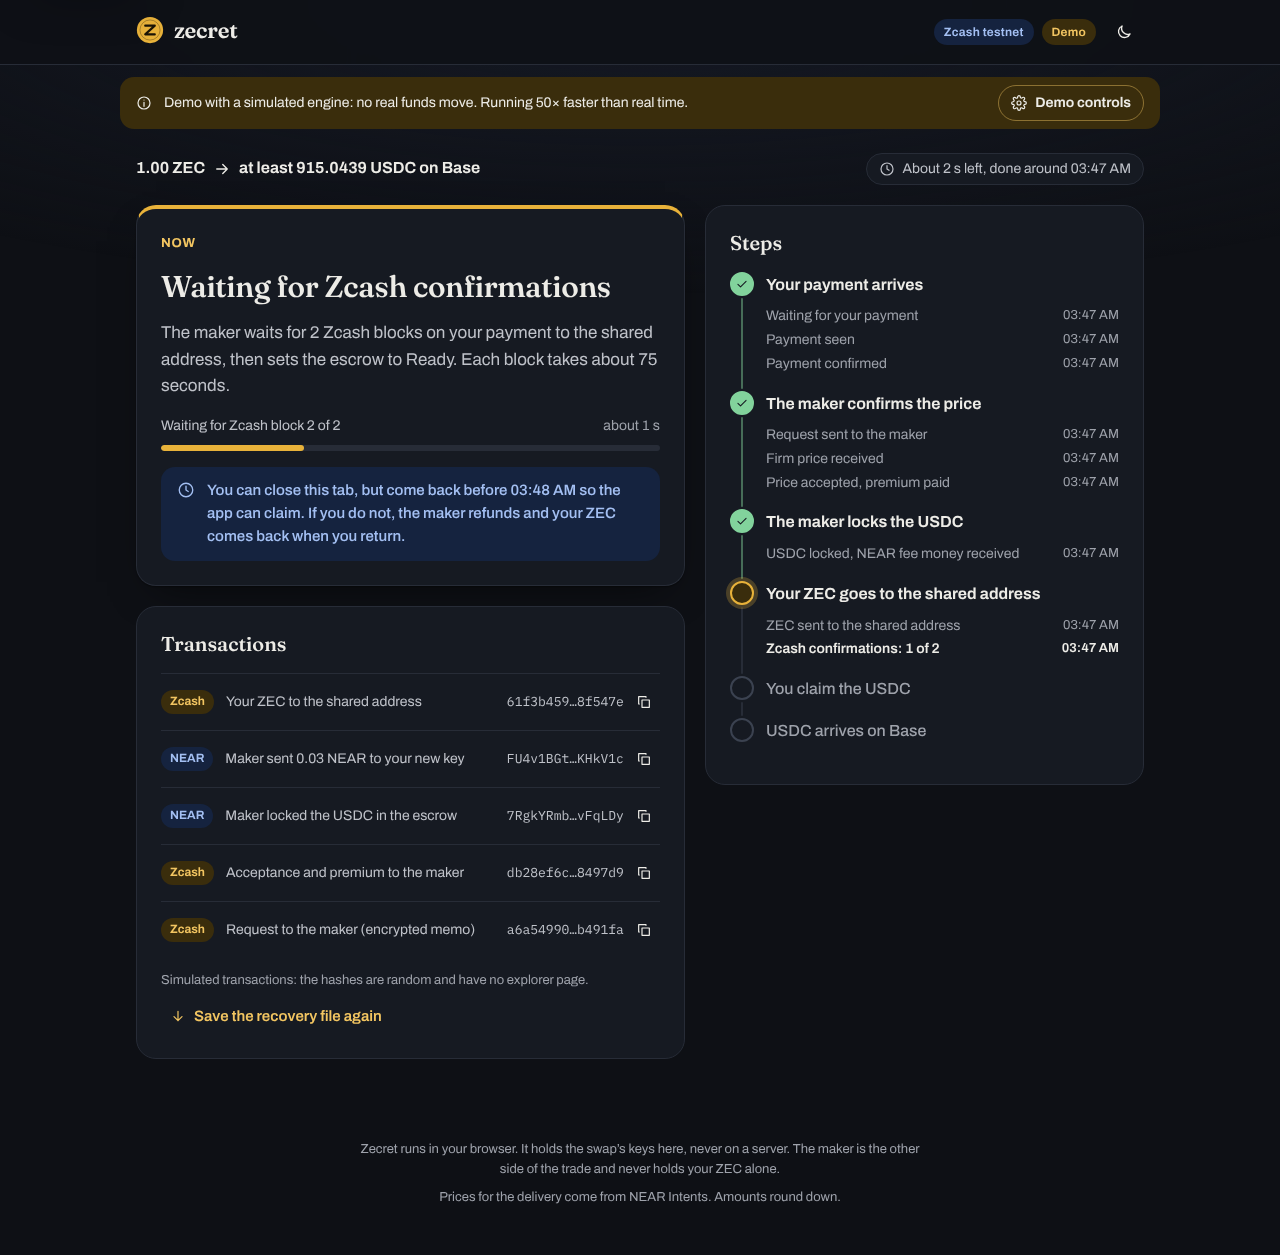 zecret
Zcash testnet
Demo
Demo with a simulated engine: no real funds move. Running 50× faster than real time.
Demo controls
1.00 ZEC → at least 915.0439 USDC on Base
About 2 s left, done around 03:47 AM
NOW
Waiting for Zcash confirmations
The maker waits for 2 Zcash blocks on your payment to the shared
address, then sets the escrow to Ready. Each block takes about 75
seconds.
Waiting for Zcash block 2 of 2
about 1 s
You can close this tab, but come back before 03:48 AM so the
app can claim. If you do not, the maker refunds and your ZEC
comes back when you return.
Transactions
Zcash Your ZEC to the shared address 61f3b459…8f547e
NEAR Maker sent 0.03 NEAR to your new key FU4v1BGt…KHkV1c
NEAR Maker locked the USDC in the escrow 7RgkYRmb…vFqLDy
Zcash Acceptance and premium to the maker db28ef6c…8497d9
Zcash Request to the maker (encrypted memo) a6a54990…b491fa
Simulated transactions: the hashes are random and have no explorer page.
Save the recovery file again
Steps
Your payment arrives
Waiting for your payment 03:47 AM
Payment seen 03:47 AM
Payment confirmed 03:47 AM
The maker confirms the price
Request sent to the maker 03:47 AM
Firm price received 03:47 AM
Price accepted, premium paid 03:47 AM
The maker locks the USDC
USDC locked, NEAR fee money received 03:47 AM
Your ZEC goes to the shared address
ZEC sent to the shared address 03:47 AM
Zcash confirmations: 1 of 2 03:47 AM
You claim the USDC
USDC arrives on Base
Zecret runs in your browser. It holds the swap's keys here, never on a server. The maker is the other
side of the trade and never holds your ZEC alone.
Prices for the delivery come from NEAR Intents. Amounts round down.